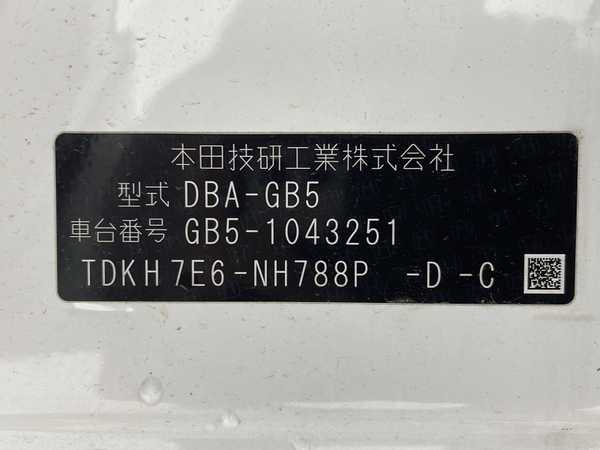 本田技研工業株式会社
型式 DBA-GB5
車台番号 GB5-1043251
TDKH7E6-NH788P -D -C